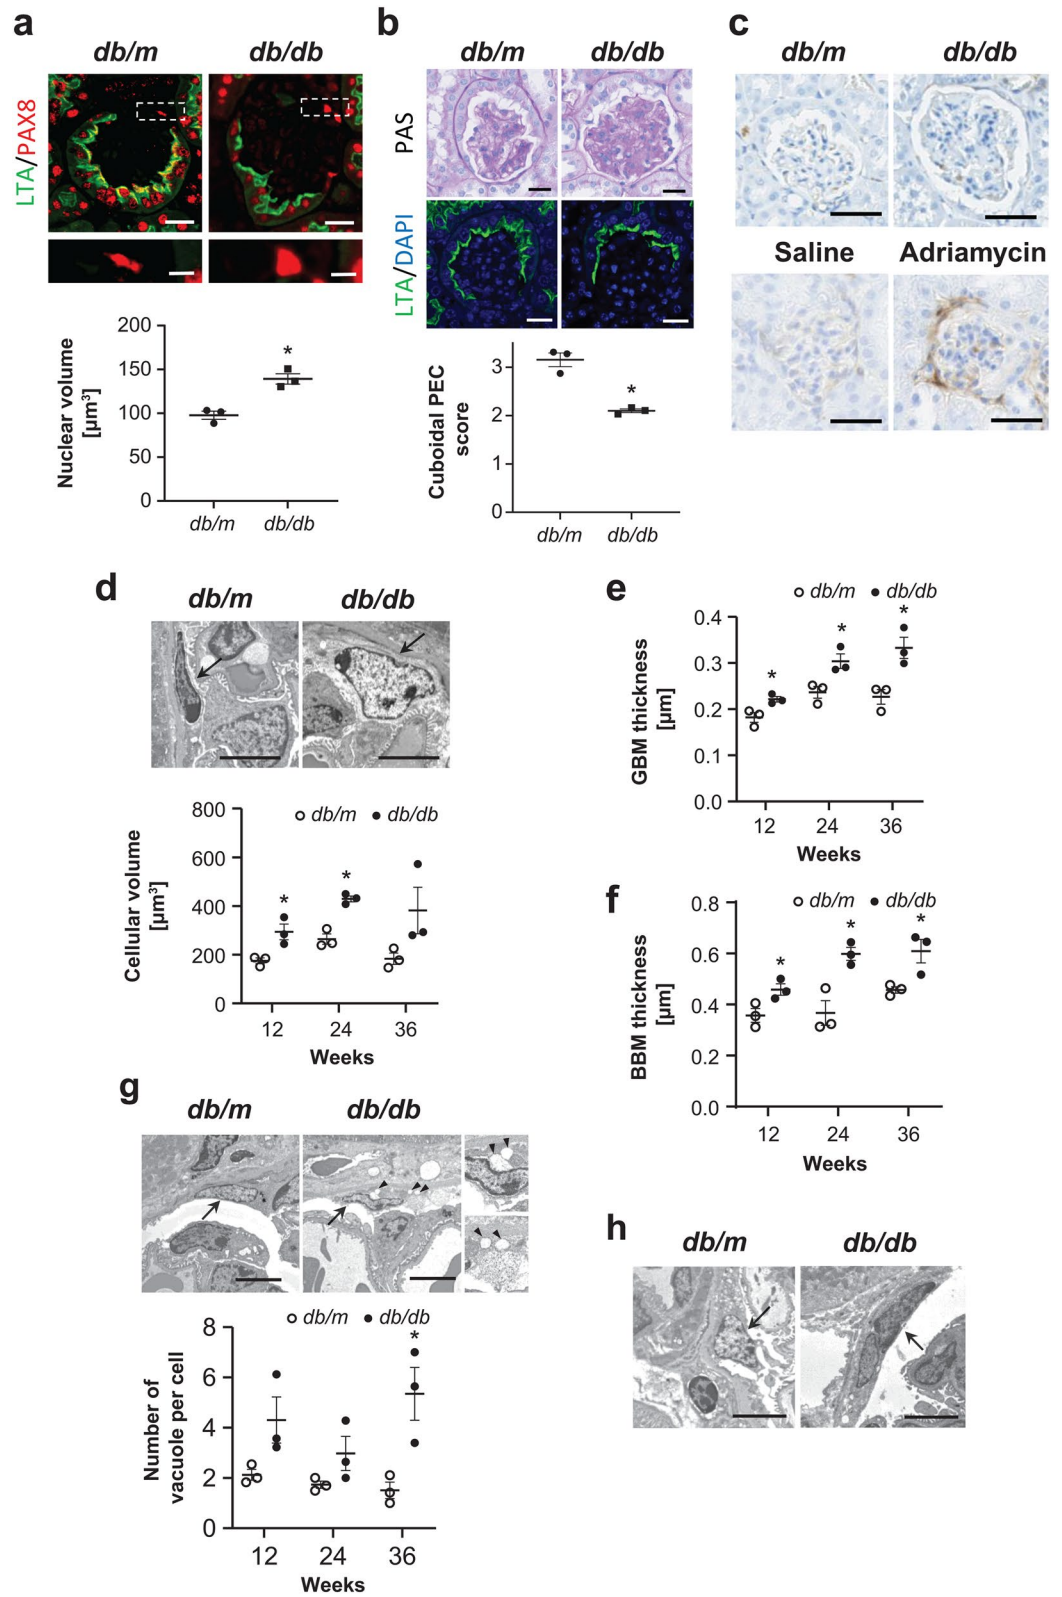 a
db/m db/db
LTA/PAX8
200
150
100
50
0
Nuclear volume
[µm³]
*
db/m db/db
b
db/m db/db
PAS
LTA/DAPI
3
2
1
0
Cuboidal PEC
score
*
db/m db/db
c
db/m db/db
Saline Adriamycin
d
db/m db/db
800
600
400
200
0
Cellular volume
[µm³]
db/m db/db
* *
12 24 36
Weeks
e
db/m db/db
0.4
0.3
0.2
0.1
0.0
GBM thickness
[µm]
* * *
12 24 36
Weeks
f
db/m db/db
0.8
0.6
0.4
0.2
0.0
BBM thickness
[µm]
* * *
12 24 36
Weeks
g
db/m db/db
8
6
4
2
0
Number of
vacuole per cell
db/m db/db
*
12 24 36
Weeks
h
db/m db/db